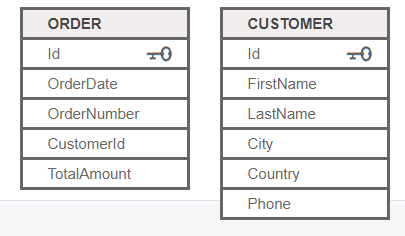 ORDER
Id
OrderDate
OrderNumber
CustomerId
TotalAmount
CUSTOMER
Id
FirstName
LastName
City
Country
Phone